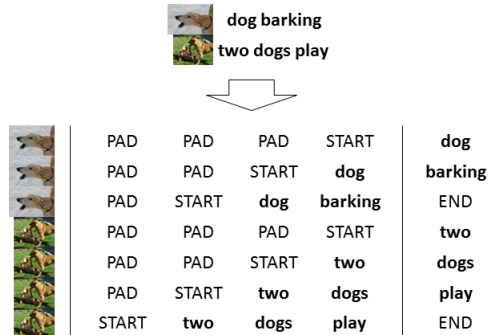 dog barking
two dogs play
PAD PAD PAD START dog
PAD PAD START dog barking
PAD START dog barking END
PAD PAD PAD START two
PAD PAD START two dogs
PAD START two dogs play
START two dogs play END